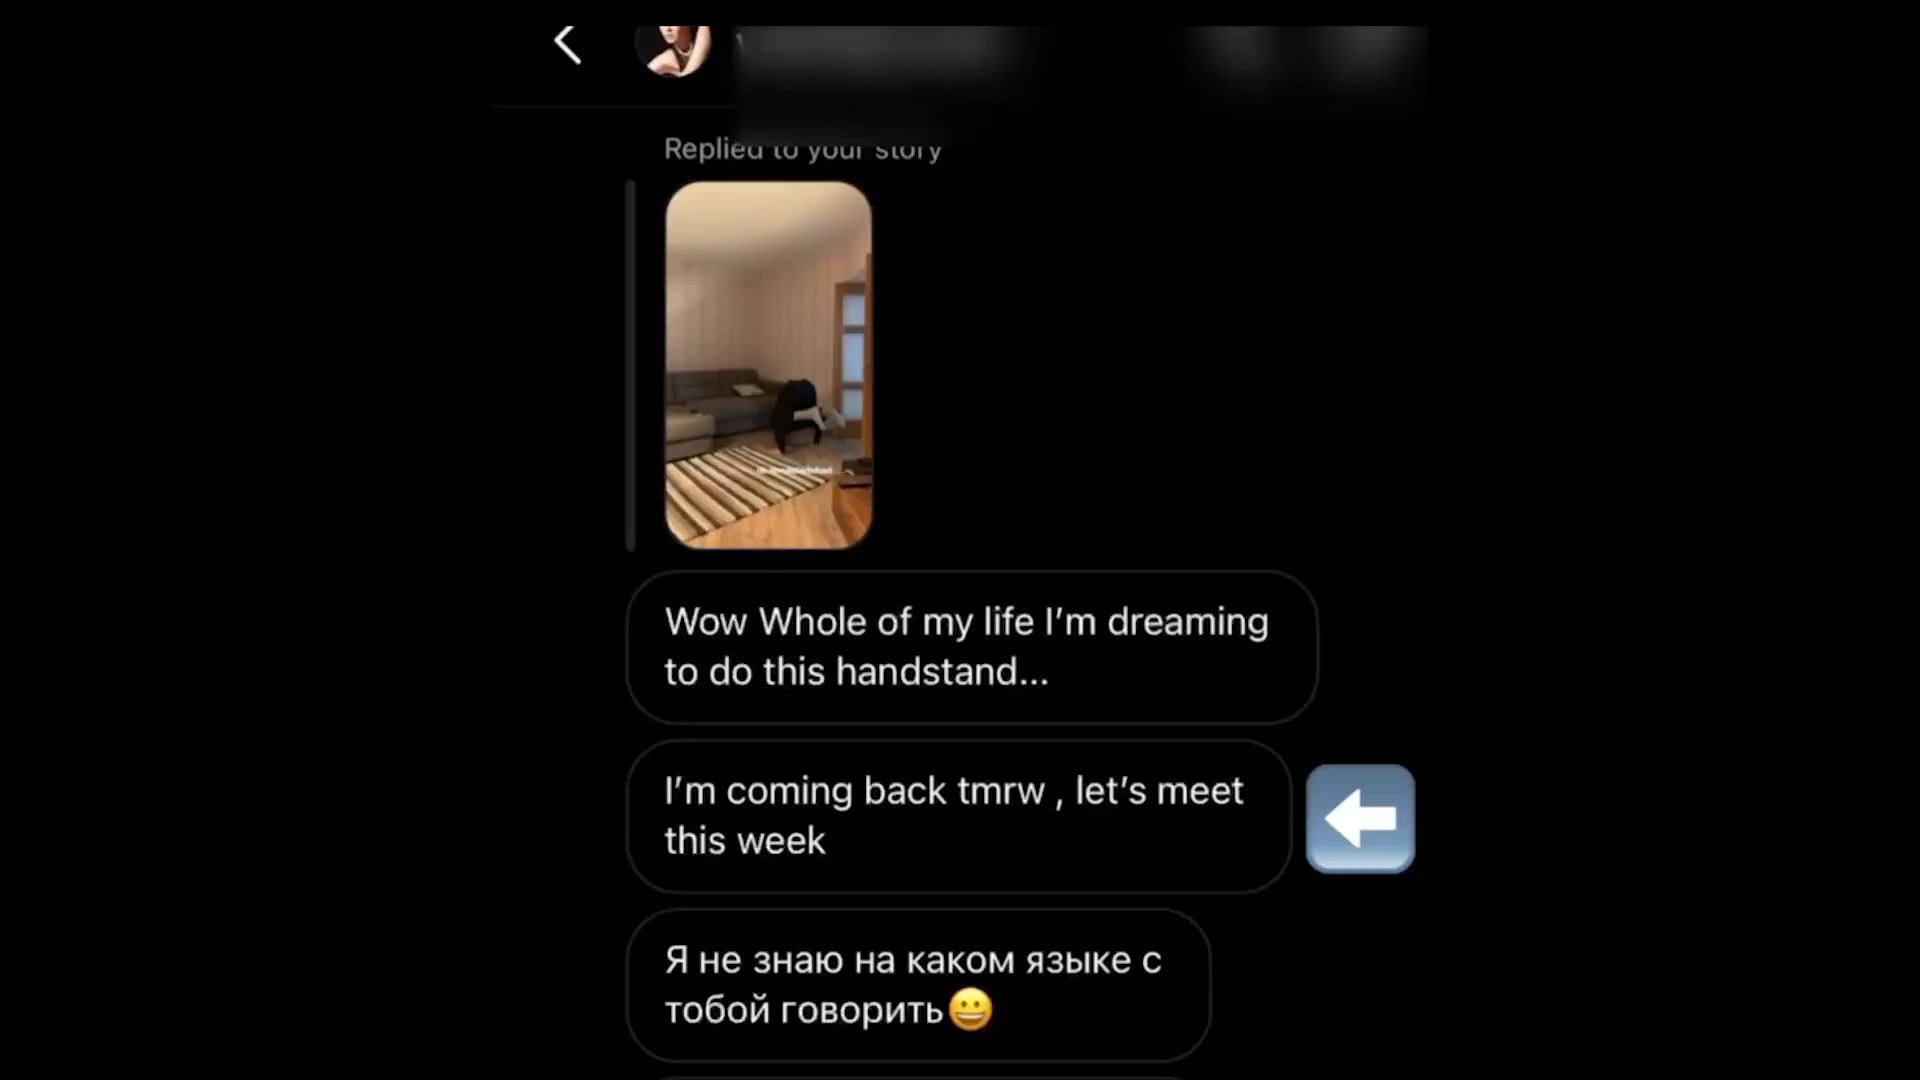 Replied to your story
Wow Whole of my life I’m dreaming
to do this handstand...
I’m coming back tmrw , let’s meet
this week
Я не знаю на каком языке с
тобой говорить😀